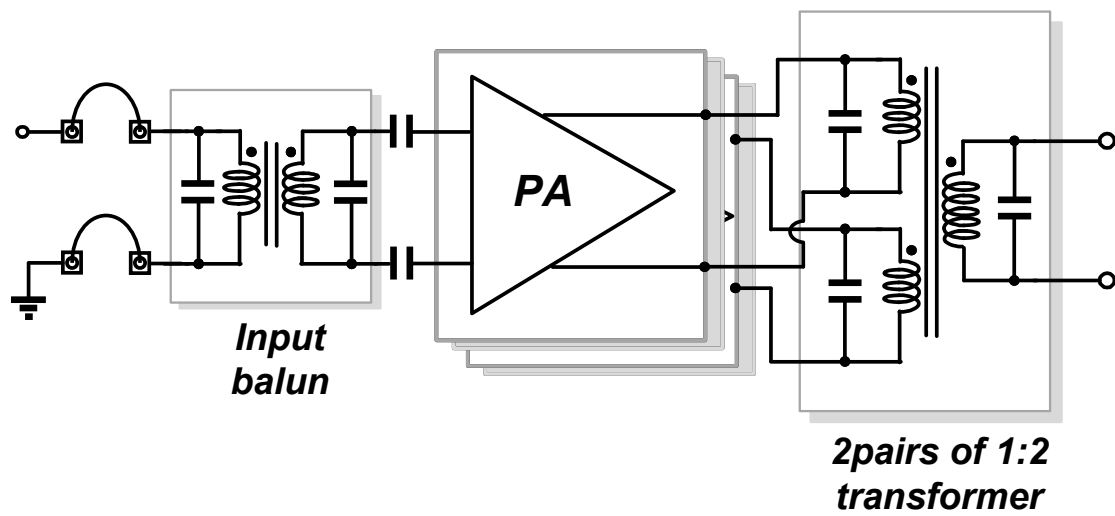 PA
Input
balun
2pairs of 1:2
transformer